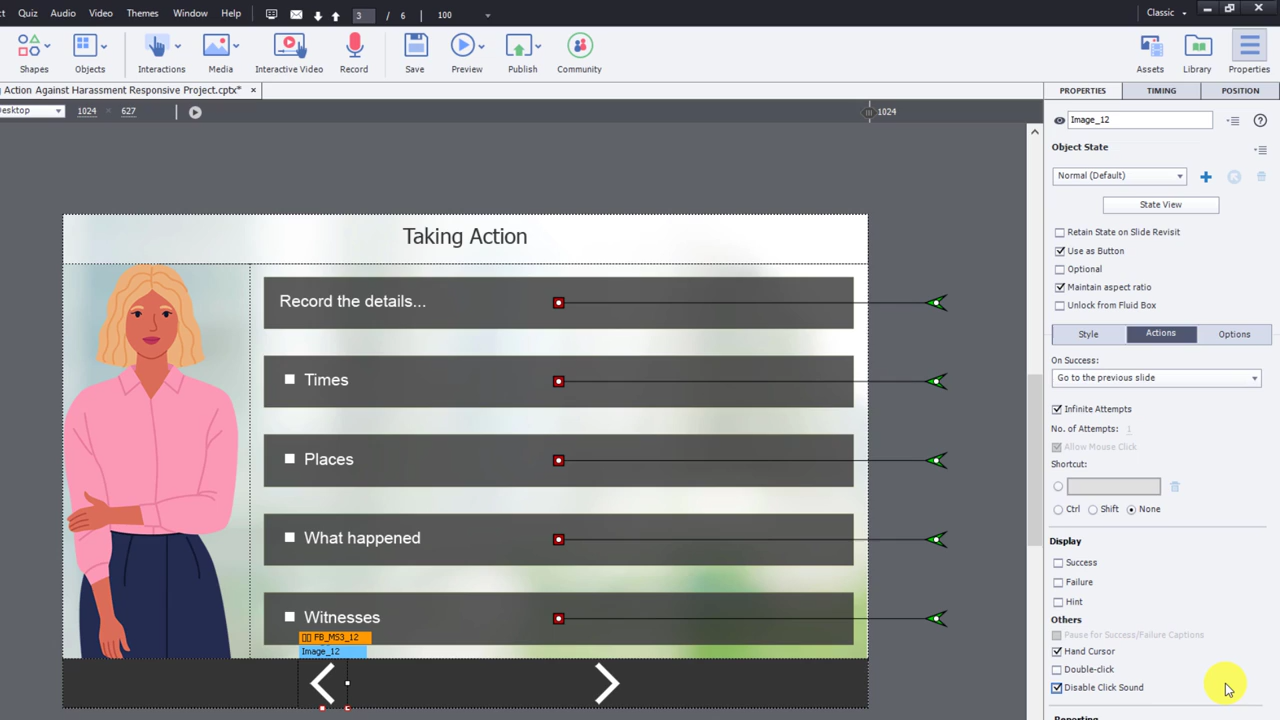 ct Quiz Audio Video Themes Window Help 3 / 6 100 Classic
Shapes Objects Interactions Media Interactive Video Record Save Preview Publish Community Assets Library Properties
Action Against Harassment Responsive Project.cptx* ×
PROPERTIES TIMING POSITION
esktop 1024 × 627
1024
Image_12
Object State
Normal (Default)
State View
Retain State on Slide Revisit
Use as Button
Optional
Maintain aspect ratio
Unlock from Fluid Box
Style Actions Options
On Success:
Go to the previous slide
Infinite Attempts
No. of Attempts: 1
Allow Mouse Click
Shortcut:
Ctrl Shift None
Display
Success
Failure
Hint
Others
Pause for Success/Failure Captions
Hand Cursor
Double-click
Disable Click Sound
Taking Action
Record the details...
Times
Places
What happened
Witnesses
FB_MS3_12
Image_12